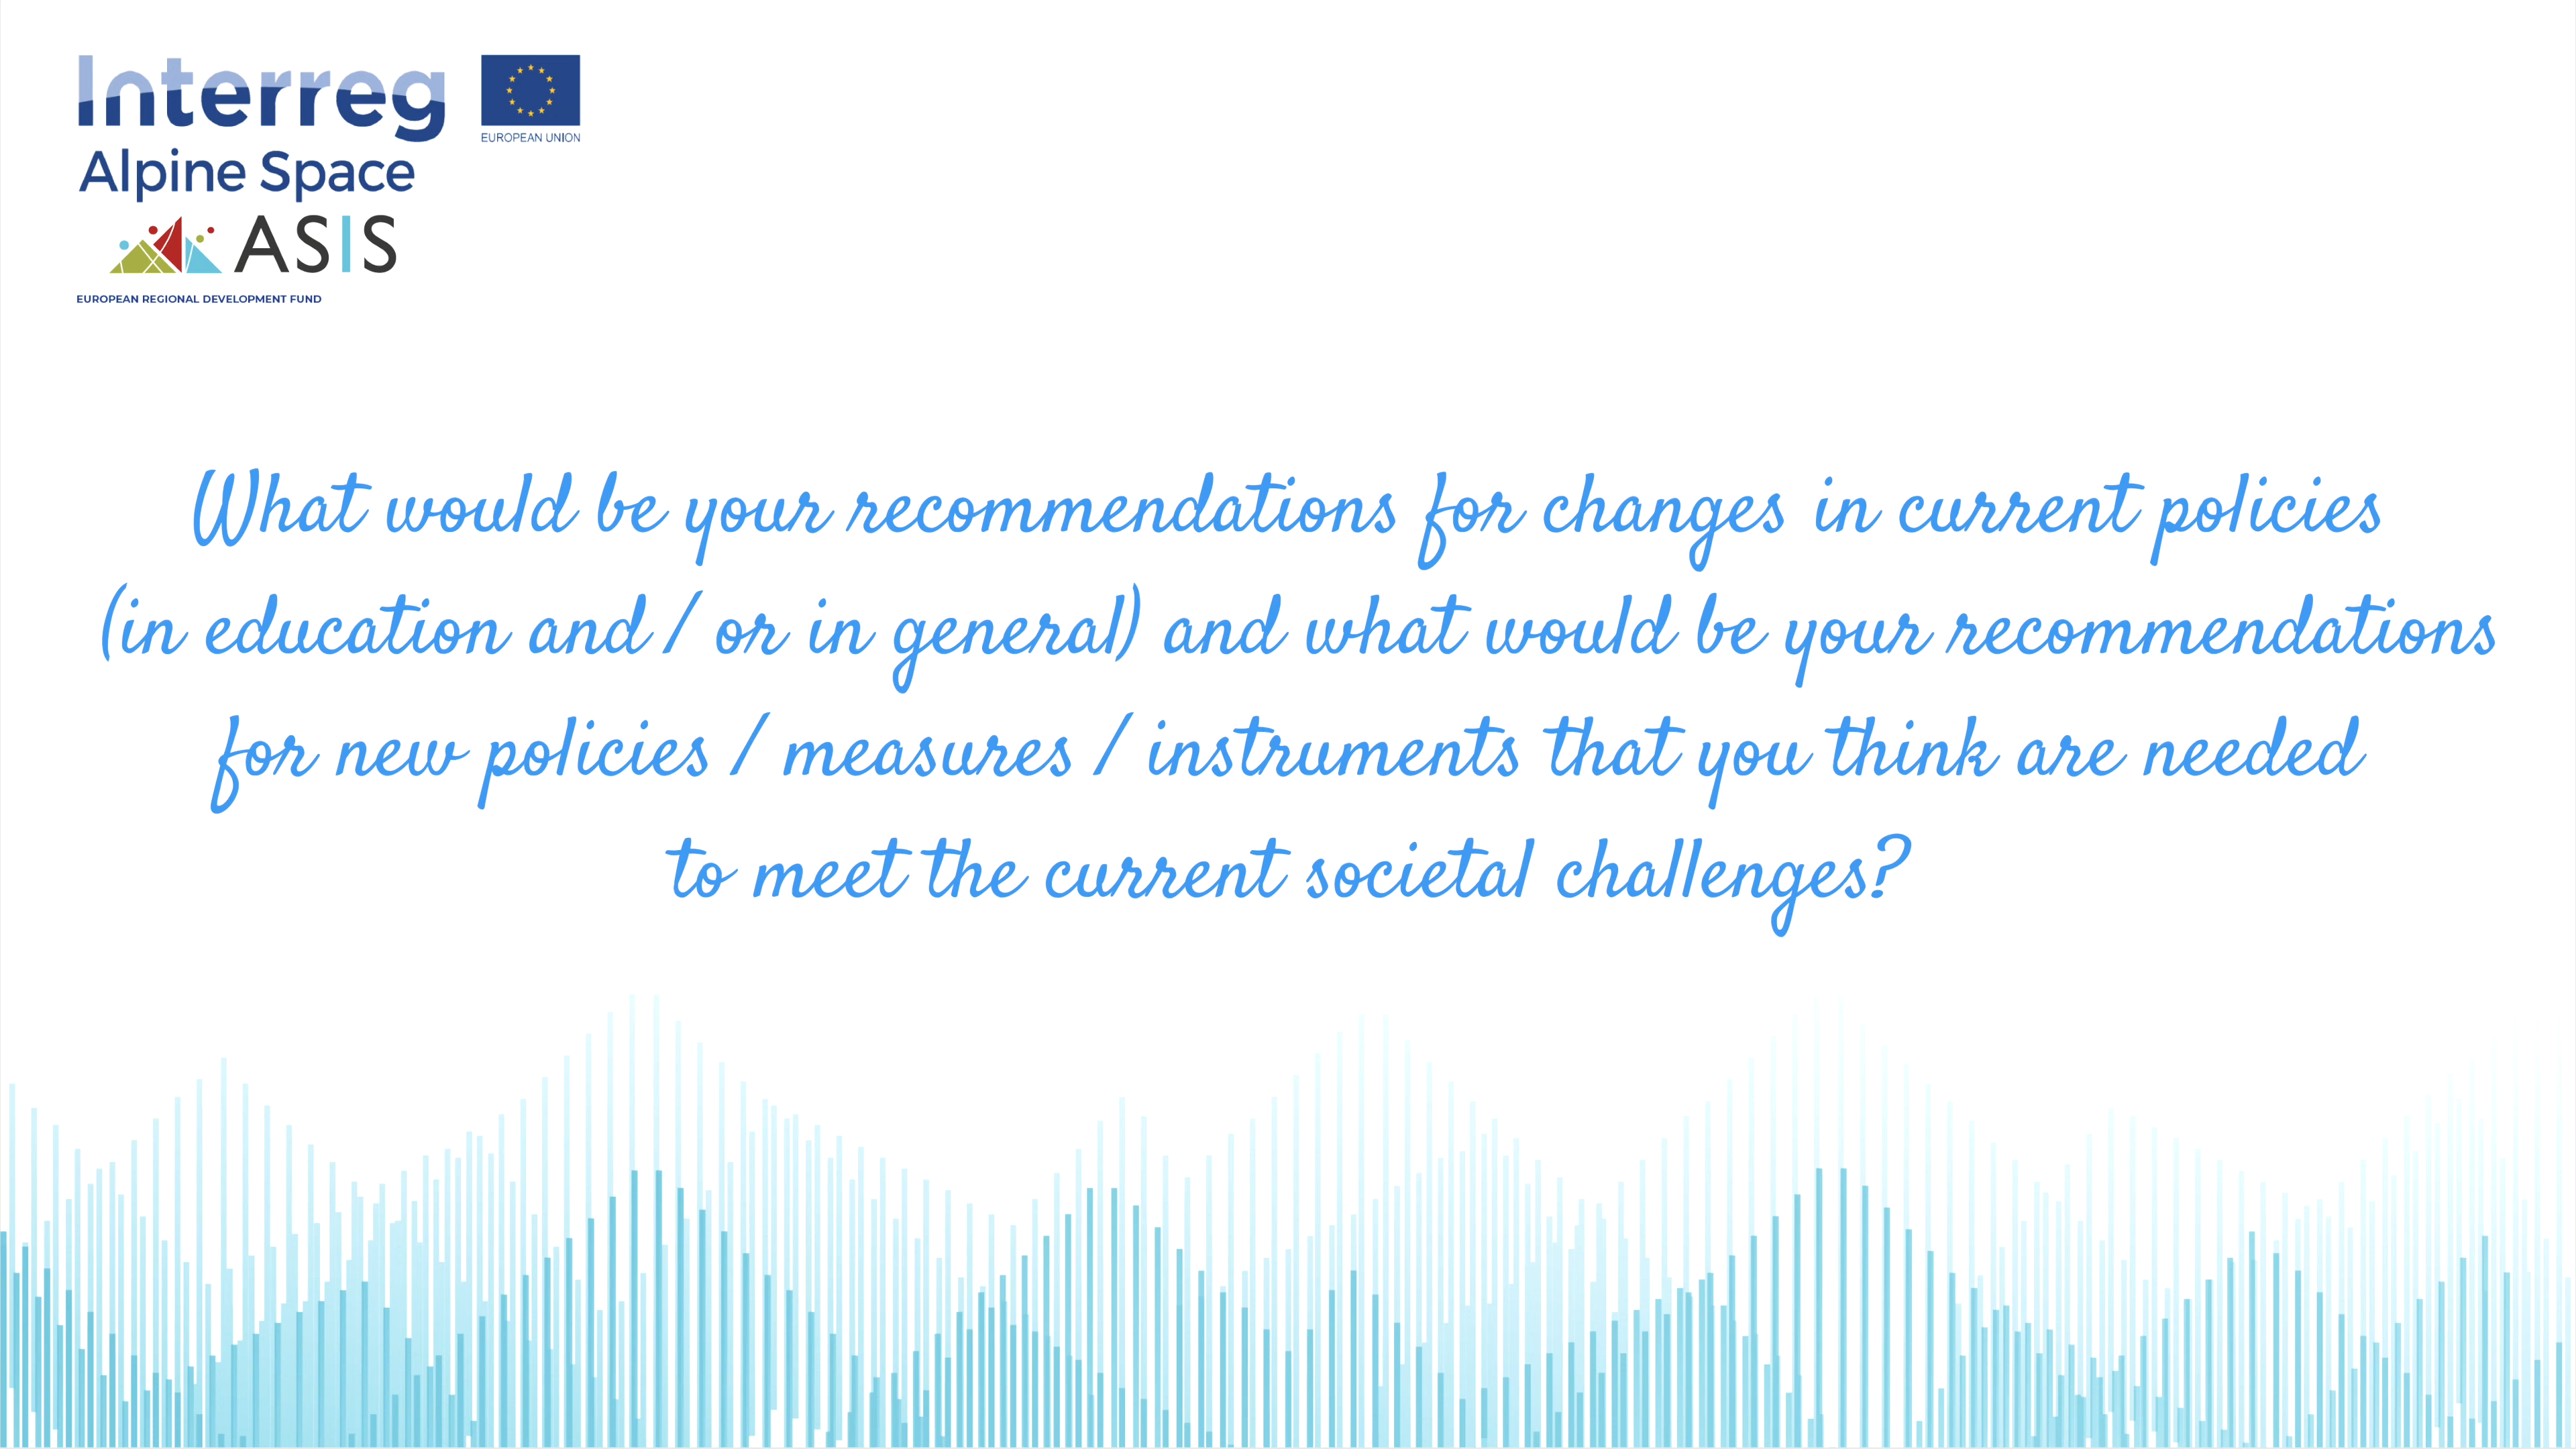 Interreg
EUROPEAN UNION
Alpine Space
ASIS
EUROPEAN REGIONAL DEVELOPMENT FUND
What would be your recommendations for changes in current policies
(in education and / or in general) and what would be your recommendations
for new policies / measures / instruments that you think are needed
to meet the current societal challenges?